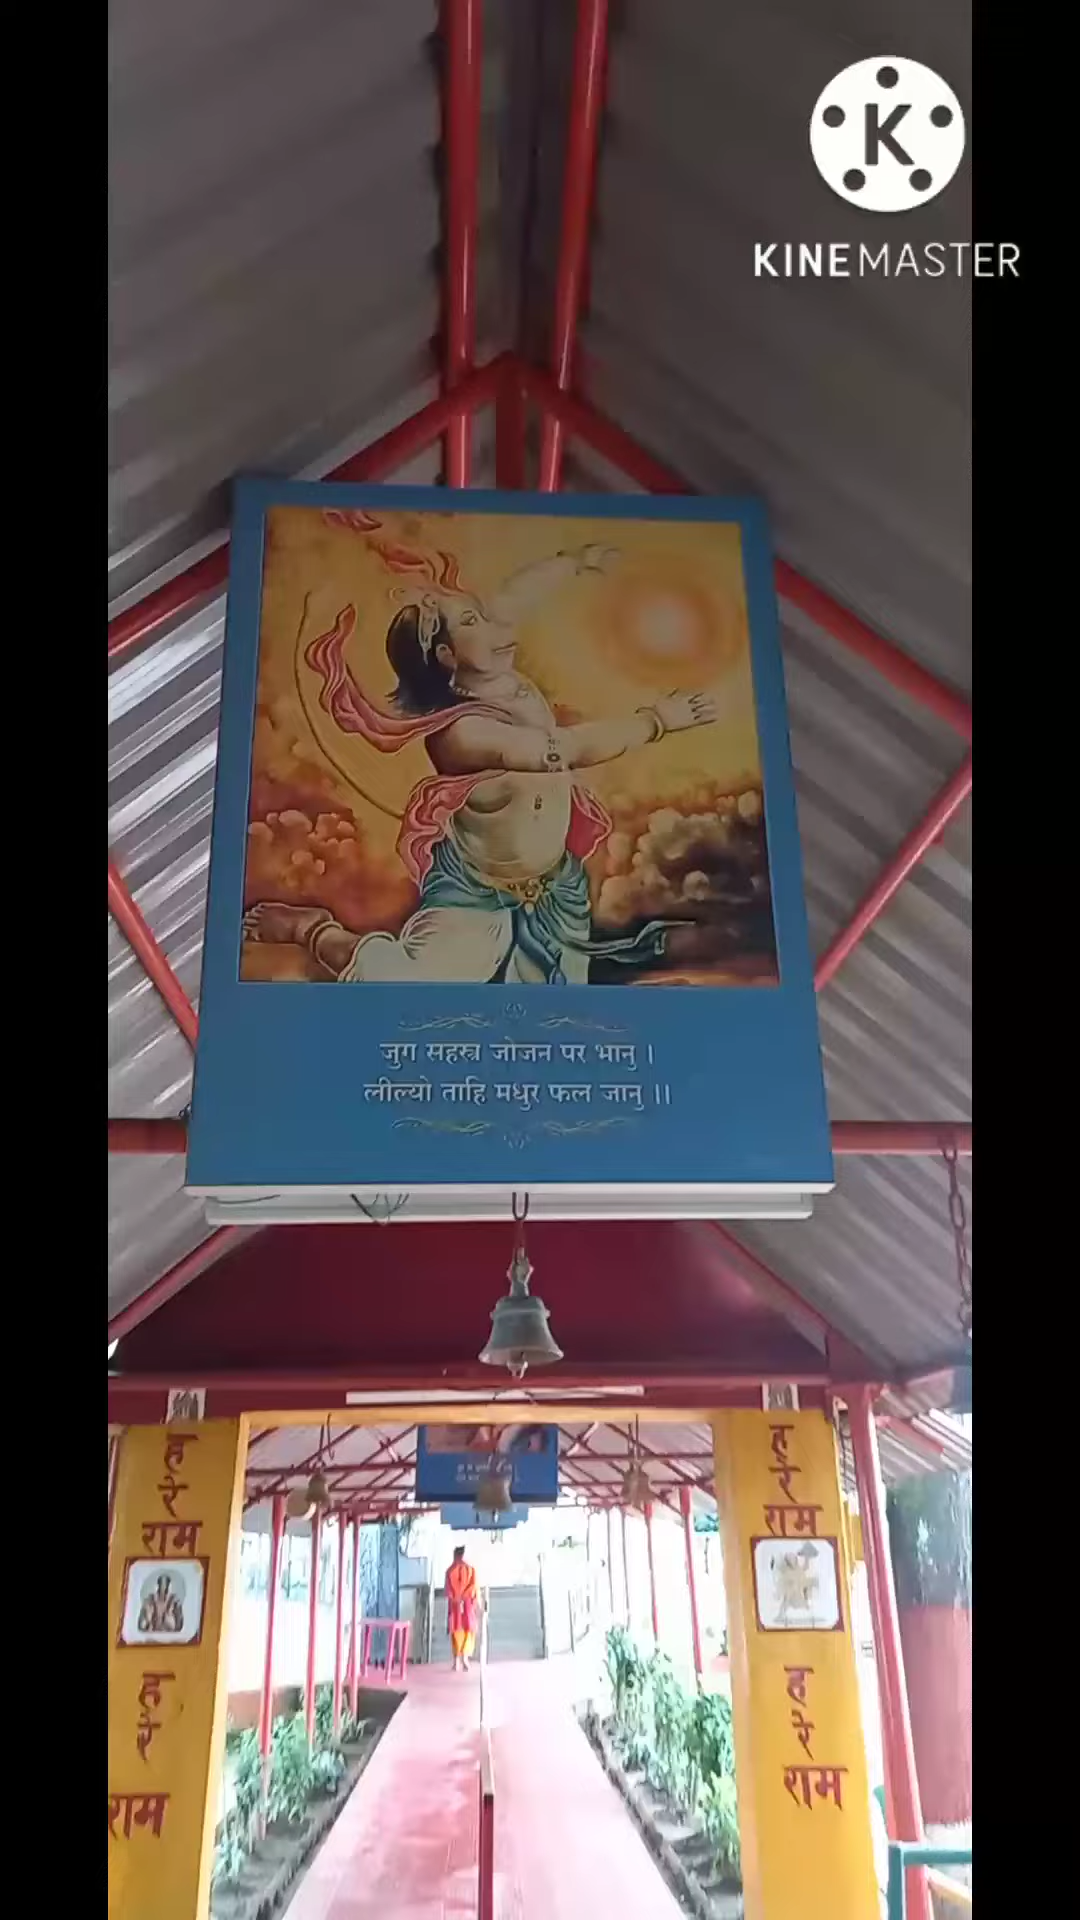 K
KINEMASTER
जुग सहस्त्र जोजन पर भानु ।
लील्यो ताहि मधुर फल जानु ।।
हरे
राम
हरे
राम
हरे
राम
हरे
राम